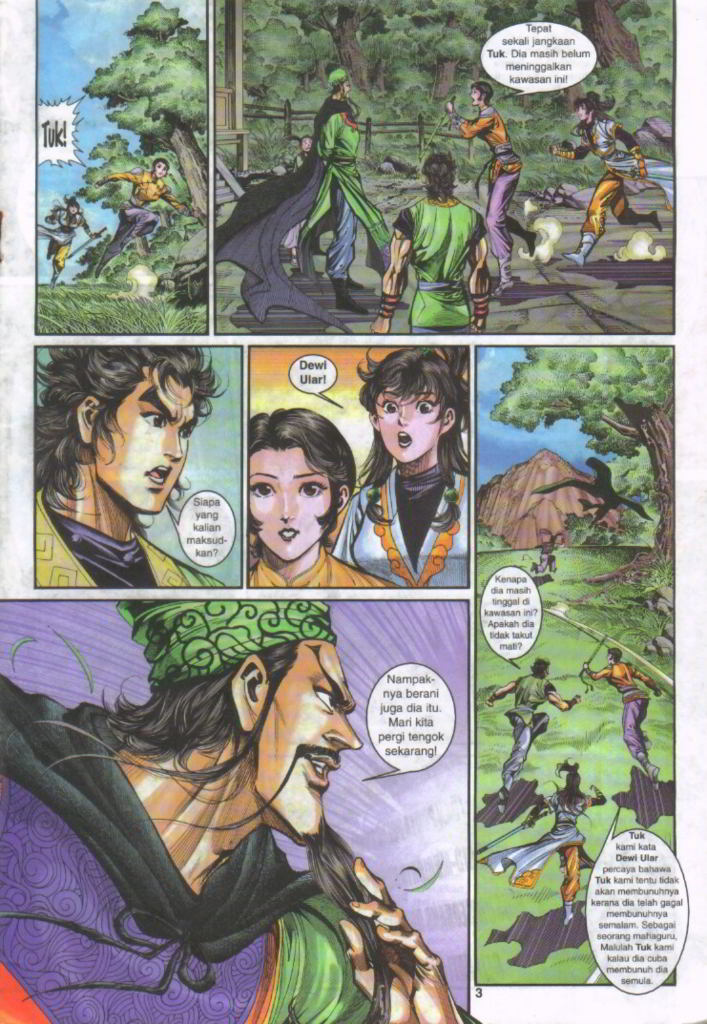 Tuk!
Tepat
sekali jangkaan
Tuk. Dia masih belum
meninggalkan
kawasan ini!
Siapa
yang
kalian
maksud-
kan?
Dewi
Ular!
Kenapa
dia masih
tinggal di
kawasan ini?
Apakah dia
tidak takut
mati?
Tuk
kami kata
Dewi Ular
percaya bahawa
Tuk kami tentu tidak
akan membunuhnya
kerana dia telah gagal
membunuhnya
semalam. Sebagai
seorang mahaguru,
Malulah Tuk kami
kalau dia cuba
membunuh dia
semula.
Nampak-
nya berani
juga dia itu.
Mari kita
pergi tengok
sekarang!
3